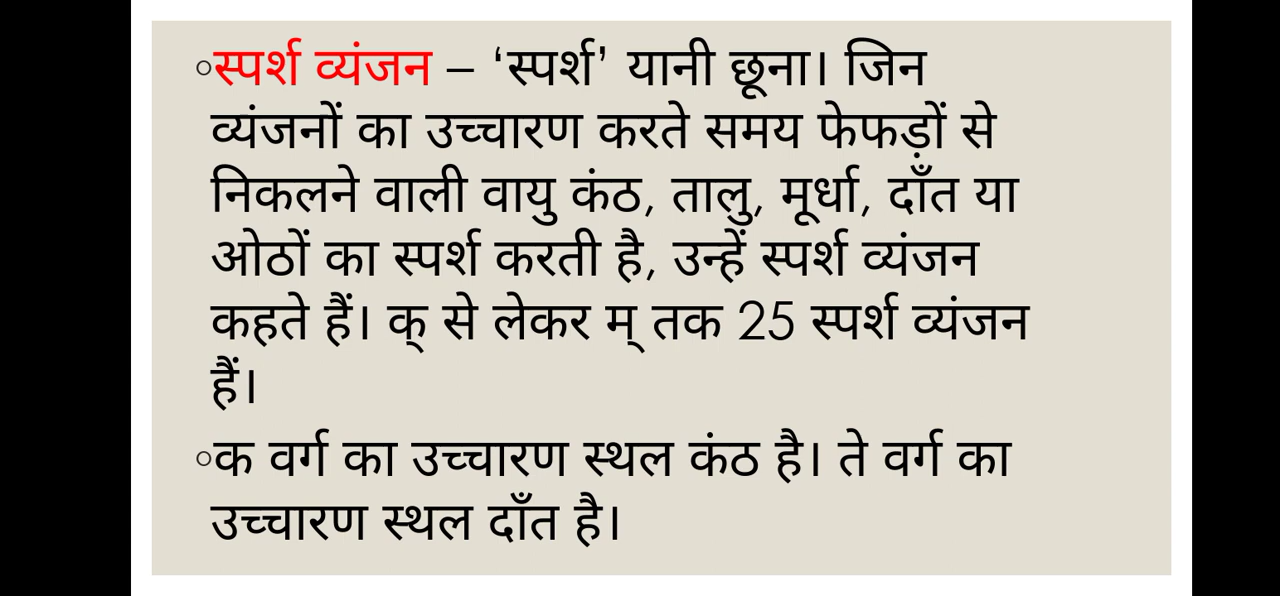 ◦स्पर्श व्यंजन – ‘स्पर्श’ यानी छूना। जिन
व्यंजनों का उच्चारण करते समय फेफड़ों से
निकलने वाली वायु कंठ, तालु, मूर्धा, दाँत या
ओठों का स्पर्श करती है, उन्हें स्पर्श व्यंजन
कहते हैं। क् से लेकर म् तक 25 स्पर्श व्यंजन
हैं।
◦क वर्ग का उच्चारण स्थल कंठ है। ते वर्ग का
उच्चारण स्थल दाँत है।